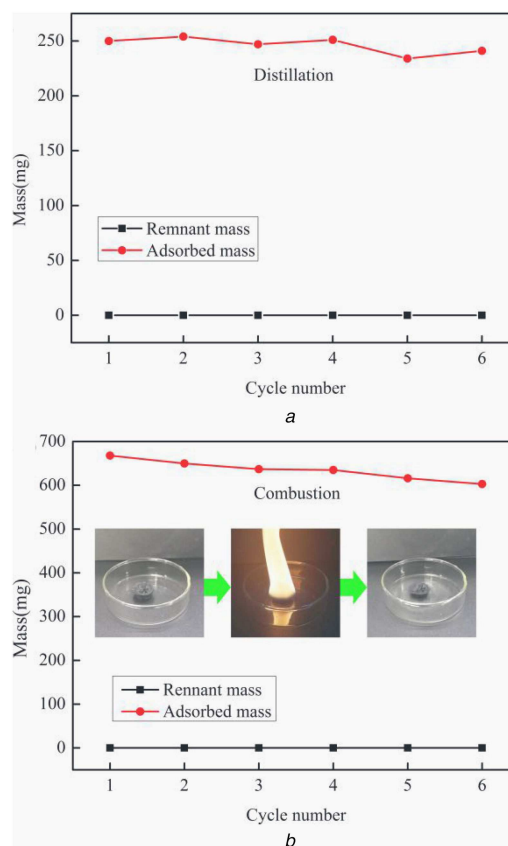 250
Distillation
200
150
Mass(mg)
100
Remnant mass
50
Adsorbed mass
0
1 2 3 4 5 6
Cycle number
a
700
600
Combustion
500
400
300
Mass(mg)
200
Rennant mass
100
Adsorbed mass
0
1 2 3 4 5 6
Cycle number
b